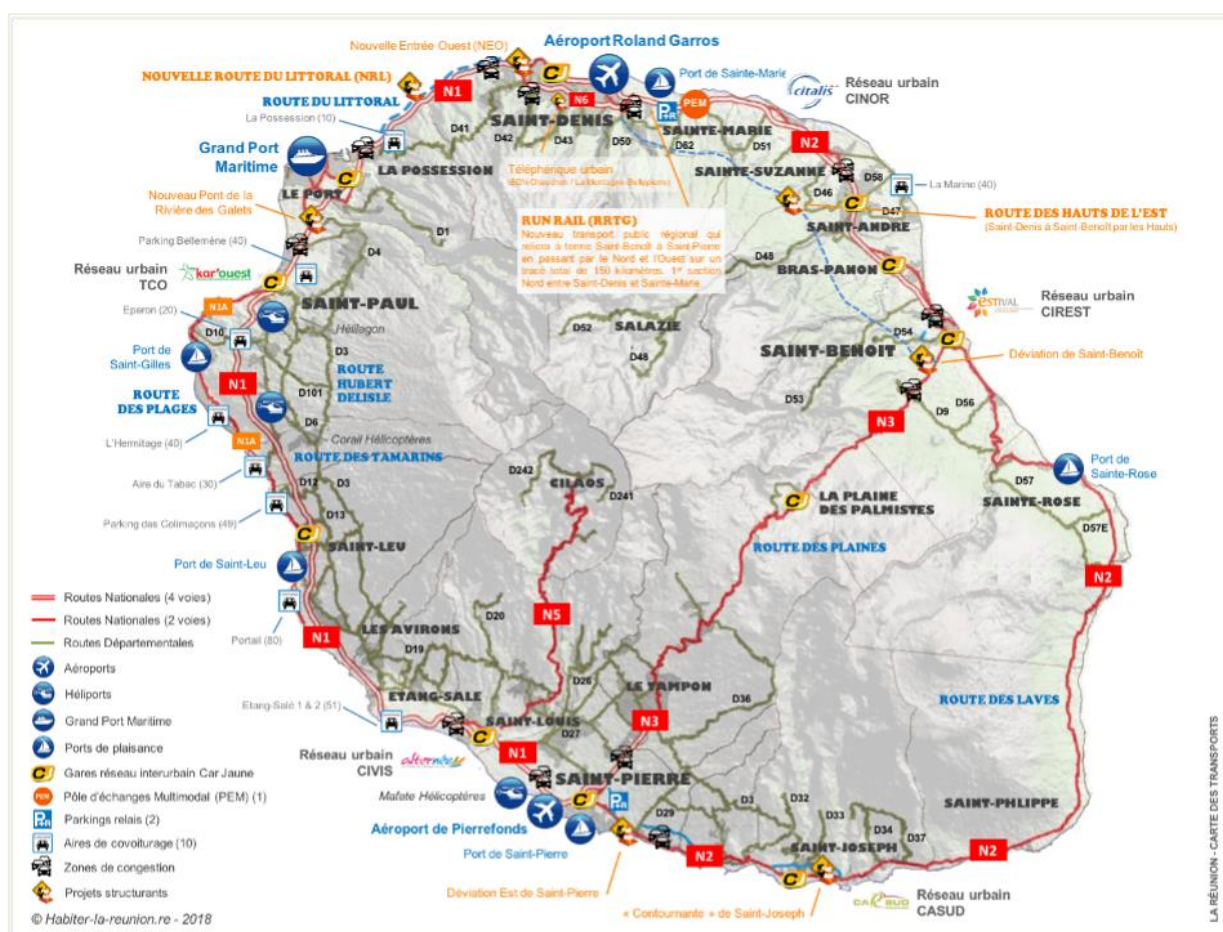 Nouvelle Entrée Ouest (NEO)
Aéroport Roland Garros
Port de Sainte-Marie
citalis
Réseau urbain
CINOR
NOUVELLE ROUTE DU LITTORAL (NRL)
N1
ROUTE DU LITTORAL
La Possession (10)
N6
SAINT-DENIS
PEM
P+R
SAINTE-MARIE
D41
D42
D43
D50
D62
D51
N2
Grand Port
Maritime
LA POSSESSION
LE PORT
Téléphérique urbain
SAINTE-SUZANNE
D58
La Marine (40)
D46
D47
Nouveau Pont de la
Rivière des Galets
D1
RUN RAIL (RRTG)
Nouveau transport public régional qui
reliera à terme Saint-Benoît à Saint-Pierre
en passant par le Nord et l'Ouest sur un
tracé total de 150 kilomètres. 1re section
Nord entre Saint-Denis et Sainte-Marie.
ROUTE DES HAUTS DE L'EST
(Saint-Denis à Saint-Benoît par les Hauts)
SAINT-ANDRE
Parking Bellemène (40)
D4
D48
BRAS-PANON
Réseau urbain
TCO
kar'ouest
SAINT-PAUL
N1A
Eperon (20)
Hélilagon
D10
D52
SALAZIE
D48
ESTIVAL
Réseau urbain
CIREST
D54
SAINT-BENOIT
Déviation de Saint-Benoît
Port de
Saint-Gilles
D3
N1
ROUTE
HUBERT
DELISLE
ROUTE
DES PLAGES
D101
D6
D53
D9
D56
N3
L'Hermitage (40)
N1A
Corail Hélicoptères
ROUTE DES TAMARINS
Aire du Tabac (30)
D12
D3
D242
CILAOS
D241
Port de
Sainte-Rose
D57
SAINTE-ROSE
D57E
LA PLAINE
DES PALMISTES
Parking des Colimaçons (49)
D13
SAINT-LEU
ROUTE DES PLAINES
Port de Saint-Leu
N2
Routes Nationales (4 voies)
Routes Nationales (2 voies)
Routes Départementales
Aéroports
Héliports
Grand Port Maritime
Ports de plaisance
Gares réseau interurbain Car Jaune
Pôle d'échanges Multimodal (PEM) (1)
Parkings relais (2)
Aires de covoiturage (10)
Zones de congestion
Projets structurants
Portail (80)
N1
N5
D20
LES AVIRONS
D19
D26
LE TAMPON
D36
ROUTE DES LAVES
ETANG-SALE
Etang-Salé 1 & 2 (51)
SAINT-LOUIS
D27
N3
Réseau urbain
CIVIS
alternéo
N1
SAINT-PIERRE
Mafate Hélicoptères
Aéroport de Pierrefonds
Port de Saint-Pierre
P+R
D29
D3
D32
D33
D34
D37
SAINT-JOSEPH
SAINT-PHLIPPE
N2
N2
Déviation Est de Saint-Pierre
« Contournante » de Saint-Joseph
CARSUD
Réseau urbain
CASUD
© Habiter-la-reunion.re - 2018
LA RÉUNION - CARTE DES TRANSPORTS